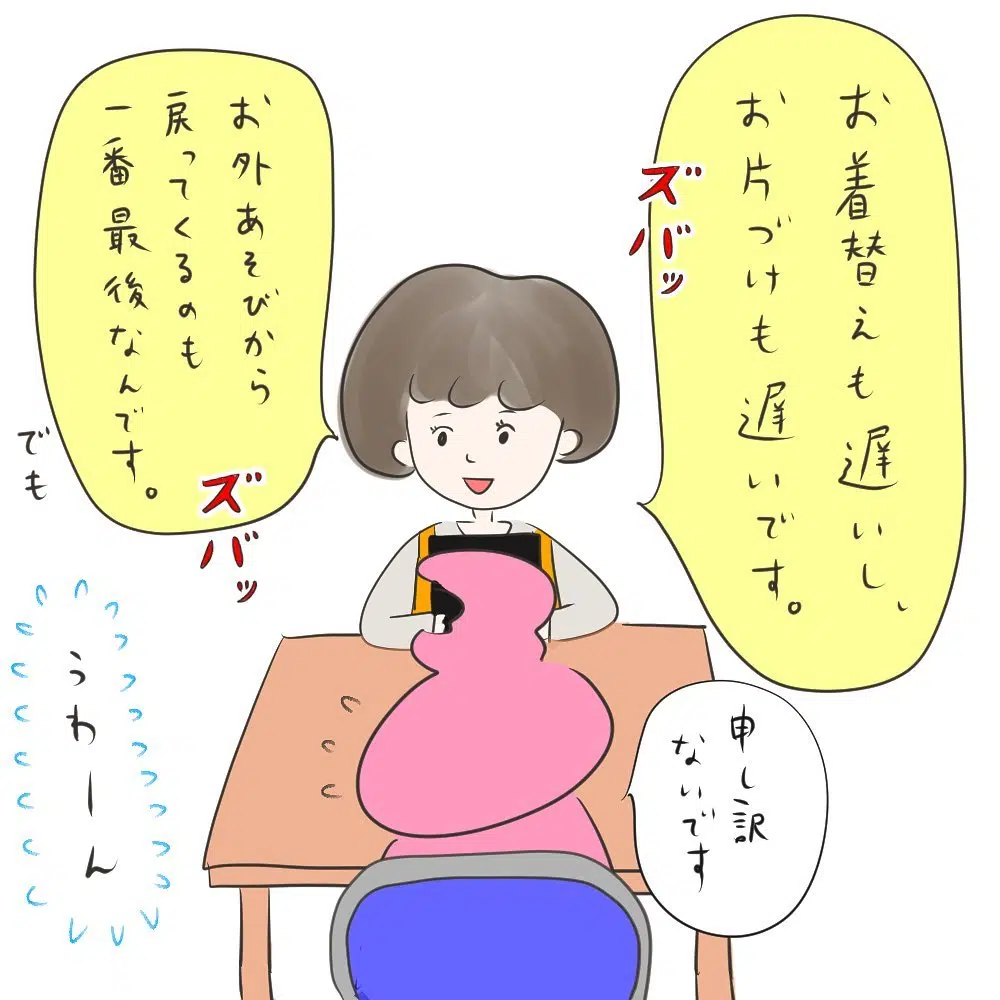 お着替えも遅いし、
お片づけも遅いです。
ズバッ
申し訳
ないです
お外あそびから
戻ってくるのも
一番最後なんです。
ズバッ
でも
うわーん